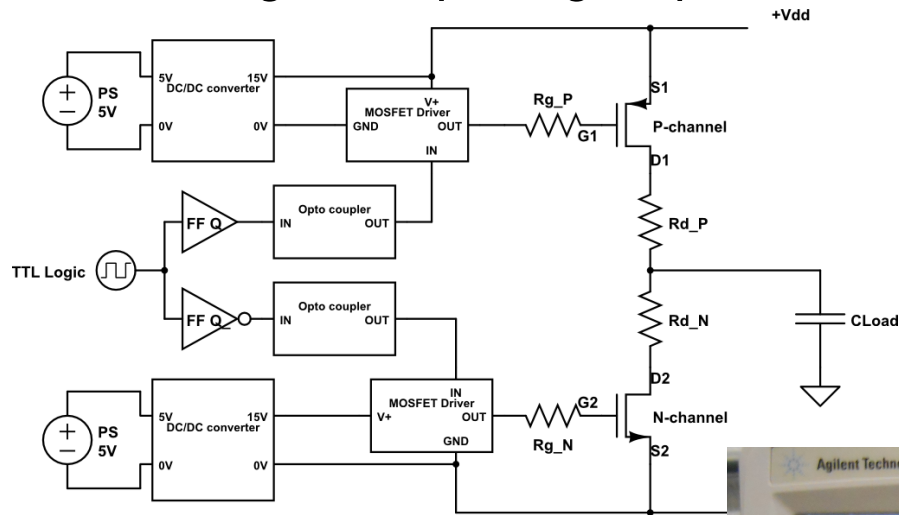 +Vdd
PS
5V
5V
15V
DC/DC converter
0V
0V
V+
MOSFET Driver
GND
OUT
IN
Rg_P
G1
S1
P-channel
D1
Rd_P
TTL Logic
FF Q
IN
Opto coupler
OUT
FF Q_
IN
Opto coupler
OUT
Rd_N
CLoad
PS
5V
5V
15V
DC/DC converter
0V
0V
IN
MOSFET Driver
V+
OUT
GND
Rg_N
G2
D2
N-channel
S2
Agilent